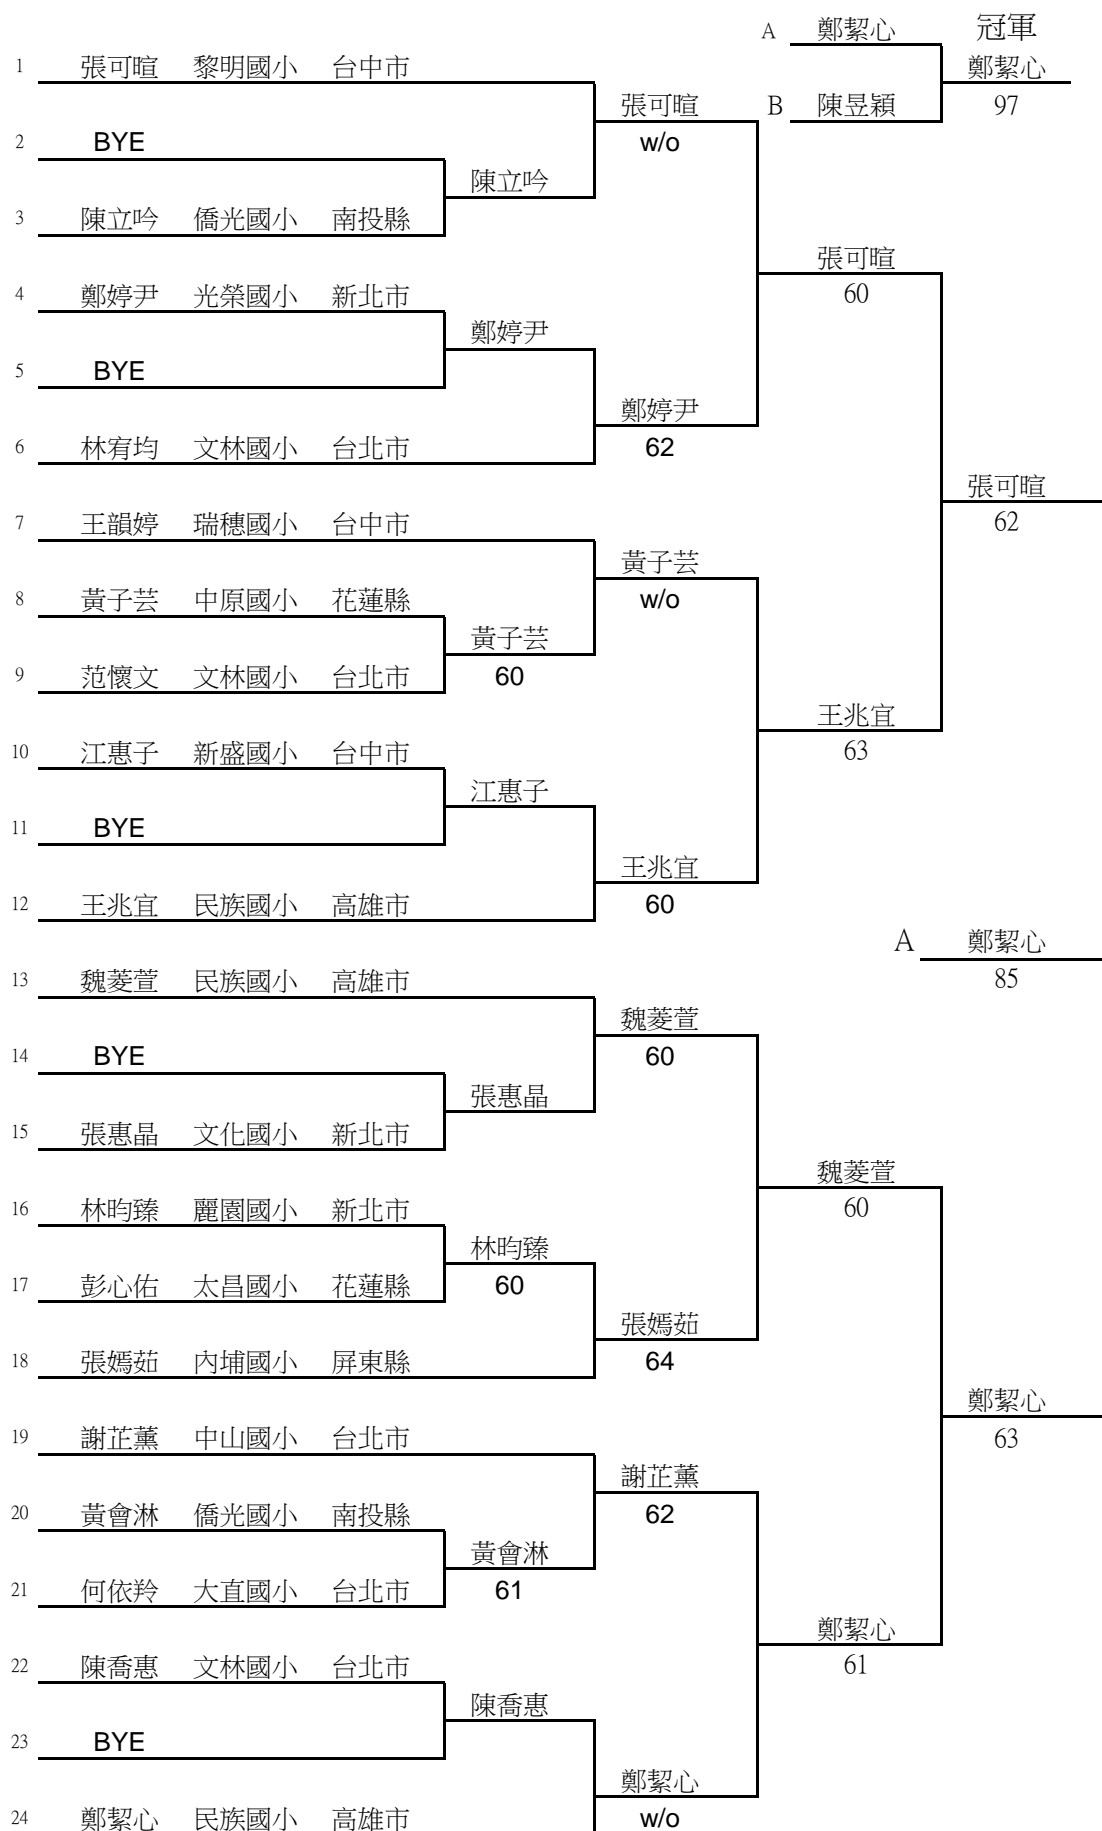 A 鄭絜心 冠軍
1 張可暄 黎明國小 台中市 鄭絜心
張可暄 B 陳昱穎 97
2 BYE w/o
陳立吟
3 陳立吟 僑光國小 南投縣
張可暄
4 鄭婷尹 光榮國小 新北市 60
鄭婷尹
5 BYE
鄭婷尹
6 林宥均 文林國小 台北市 62
張可暄
7 王韻婷 瑞穗國小 台中市 62
黃子芸
8 黃子芸 中原國小 花蓮縣 w/o
黃子芸
9 范懷文 文林國小 台北市 60
王兆宜
10 江惠子 新盛國小 台中市 63
江惠子
11 BYE
王兆宜
12 王兆宜 民族國小 高雄市 60
A 鄭絜心
13 魏菱萱 民族國小 高雄市 85
魏菱萱
14 BYE 60
張惠晶
15 張惠晶 文化國小 新北市
魏菱萱
16 林昀臻 麗園國小 新北市 60
林昀臻
17 彭心佑 太昌國小 花蓮縣 60
張嫣茹
18 張嫣茹 內埔國小 屏東縣 64
鄭絜心
19 謝芷薰 中山國小 台北市 63
謝芷薰
20 黃會淋 僑光國小 南投縣 62
黃會淋
21 何依羚 大直國小 台北市 61
鄭絜心
22 陳喬惠 文林國小 台北市 61
陳喬惠
23 BYE
鄭絜心
24 鄭絜心 民族國小 高雄市 w/o